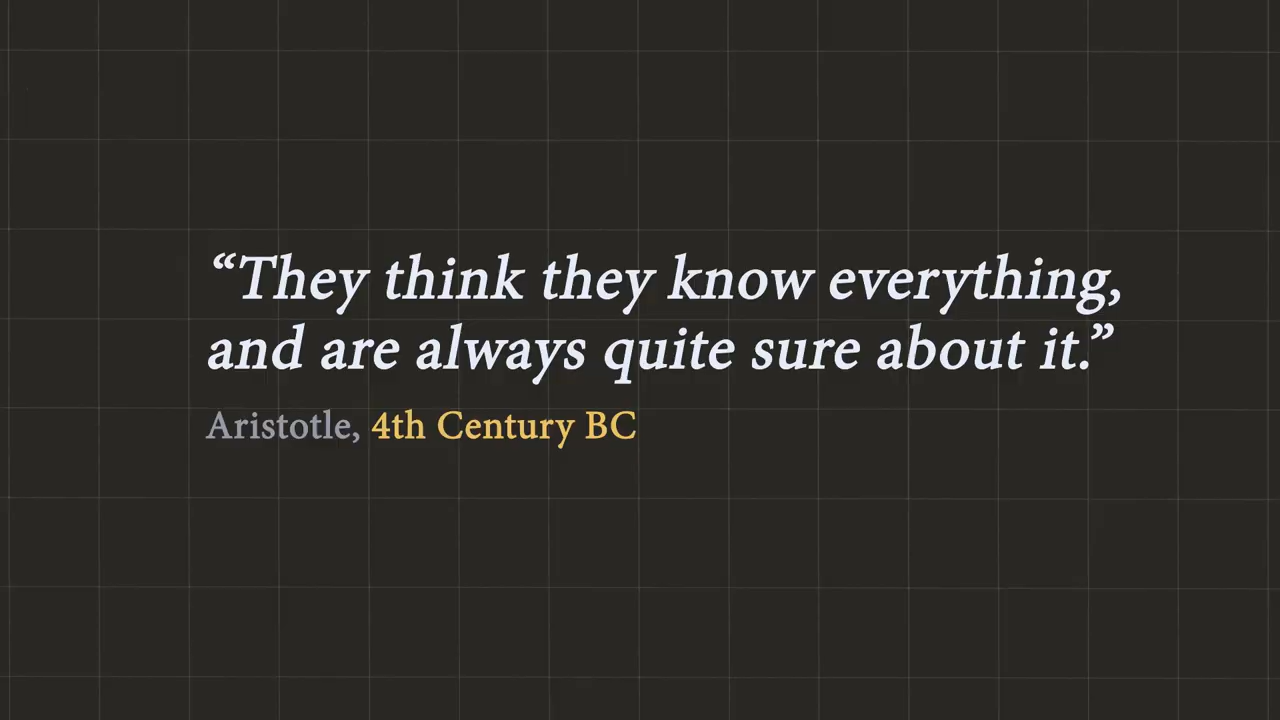 “They think they know everything,
and are always quite sure about it.”
Aristotle, 4th Century BC